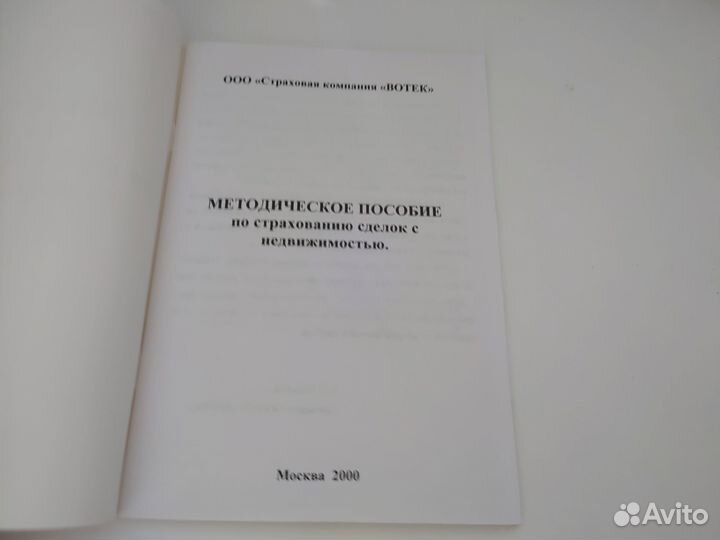 ООО «Страховая компания «ВОТЕК»
МЕТОДИЧЕСКОЕ ПОСОБИЕ
по страхованию сделок с
недвижимостью.
Москва 2000
Avito